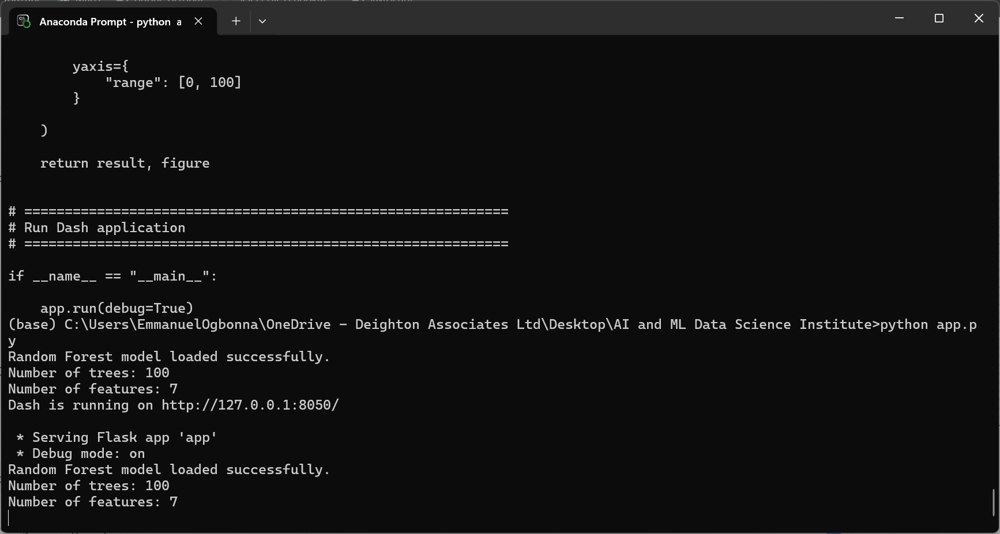 Anaconda Prompt - python a
yaxis={
"range": [0, 100]
}
)
return result, figure
# ============================================================
# Run Dash application
# ============================================================
if __name__ == "__main__":
app.run(debug=True)
(base) C:\Users\EmmanuelOgbonna\OneDrive - Deighton Associates Ltd\Desktop\AI and ML Data Science Institute>python app.p
y
Random Forest model loaded successfully.
Number of trees: 100
Number of features: 7
Dash is running on http://127.0.0.1:8050/
* Serving Flask app 'app'
* Debug mode: on
Random Forest model loaded successfully.
Number of trees: 100
Number of features: 7